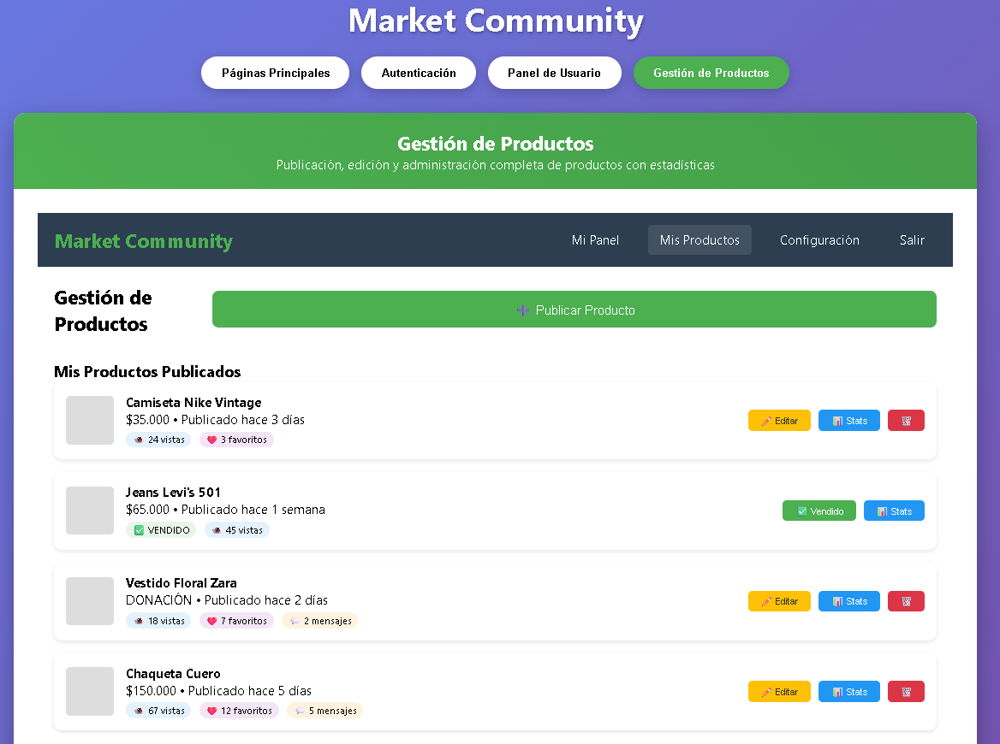 Market Community
Páginas Principales
Autenticación
Panel de Usuario
Gestión de Productos
Gestión de Productos
Publicación, edición y administración completa de productos con estadísticas
Market Community
Mi Panel
Mis Productos
Configuración
Salir
Gestión de
Productos
➕ Publicar Producto
Mis Productos Publicados
Camiseta Nike Vintage
$35.000 • Publicado hace 3 días
👁️ 24 vistas
❤️ 3 favoritos
✏️ Editar
📊 Stats
🗑️
Jeans Levi's 501
$65.000 • Publicado hace 1 semana
✅ VENDIDO
👁️ 45 vistas
✅ Vendido
📊 Stats
Vestido Floral Zara
DONACIÓN • Publicado hace 2 días
👁️ 18 vistas
❤️ 7 favoritos
💬 2 mensajes
✏️ Editar
📊 Stats
🗑️
Chaqueta Cuero
$150.000 • Publicado hace 5 días
👁️ 67 vistas
❤️ 12 favoritos
💬 5 mensajes
✏️ Editar
📊 Stats
🗑️